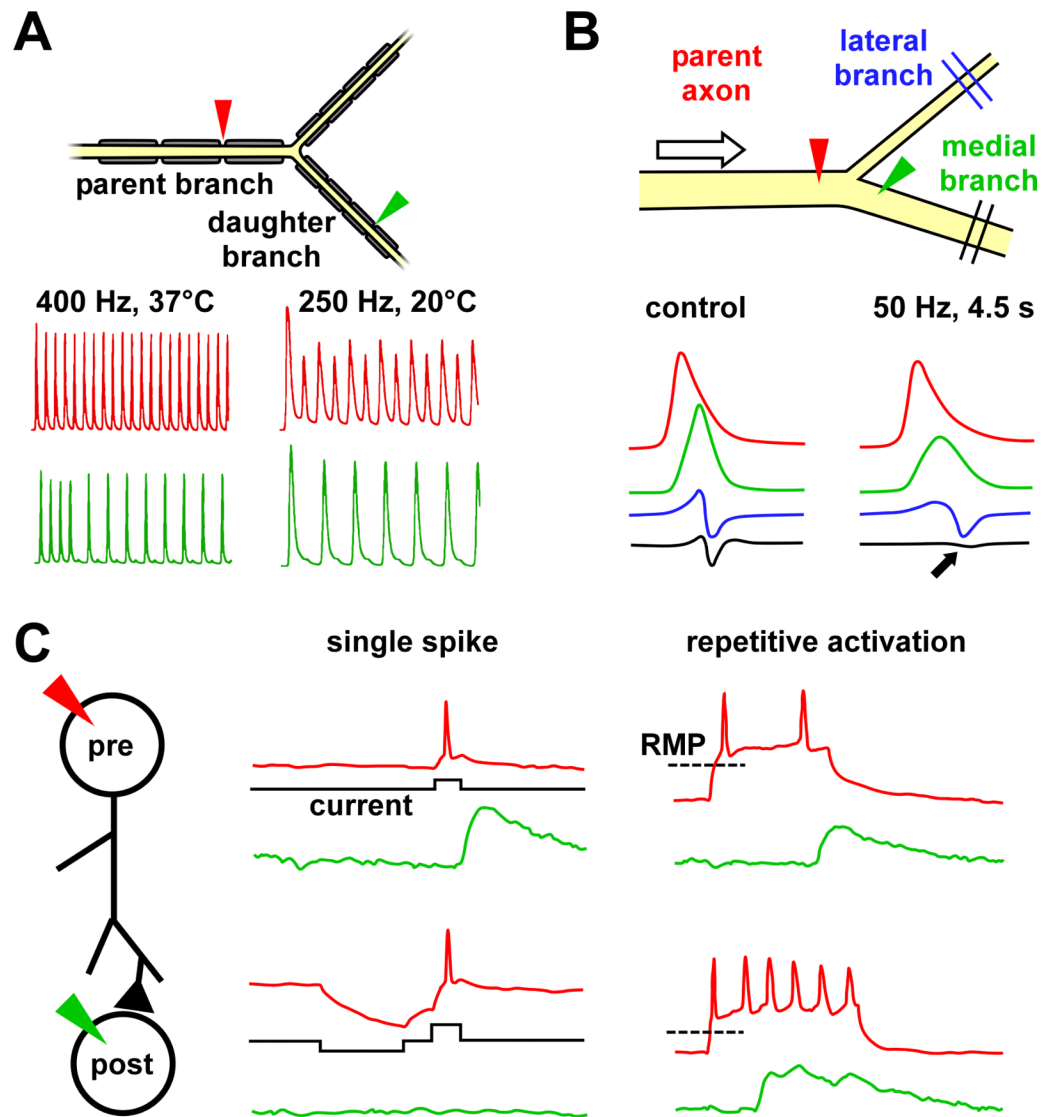 A
parent branch
daughter
branch
400 Hz, 37°C
250 Hz, 20°C
B
parent
axon
lateral
branch
medial
branch
control
50 Hz, 4.5 s
C
single spike
repetitive activation
pre
RMP
current
post